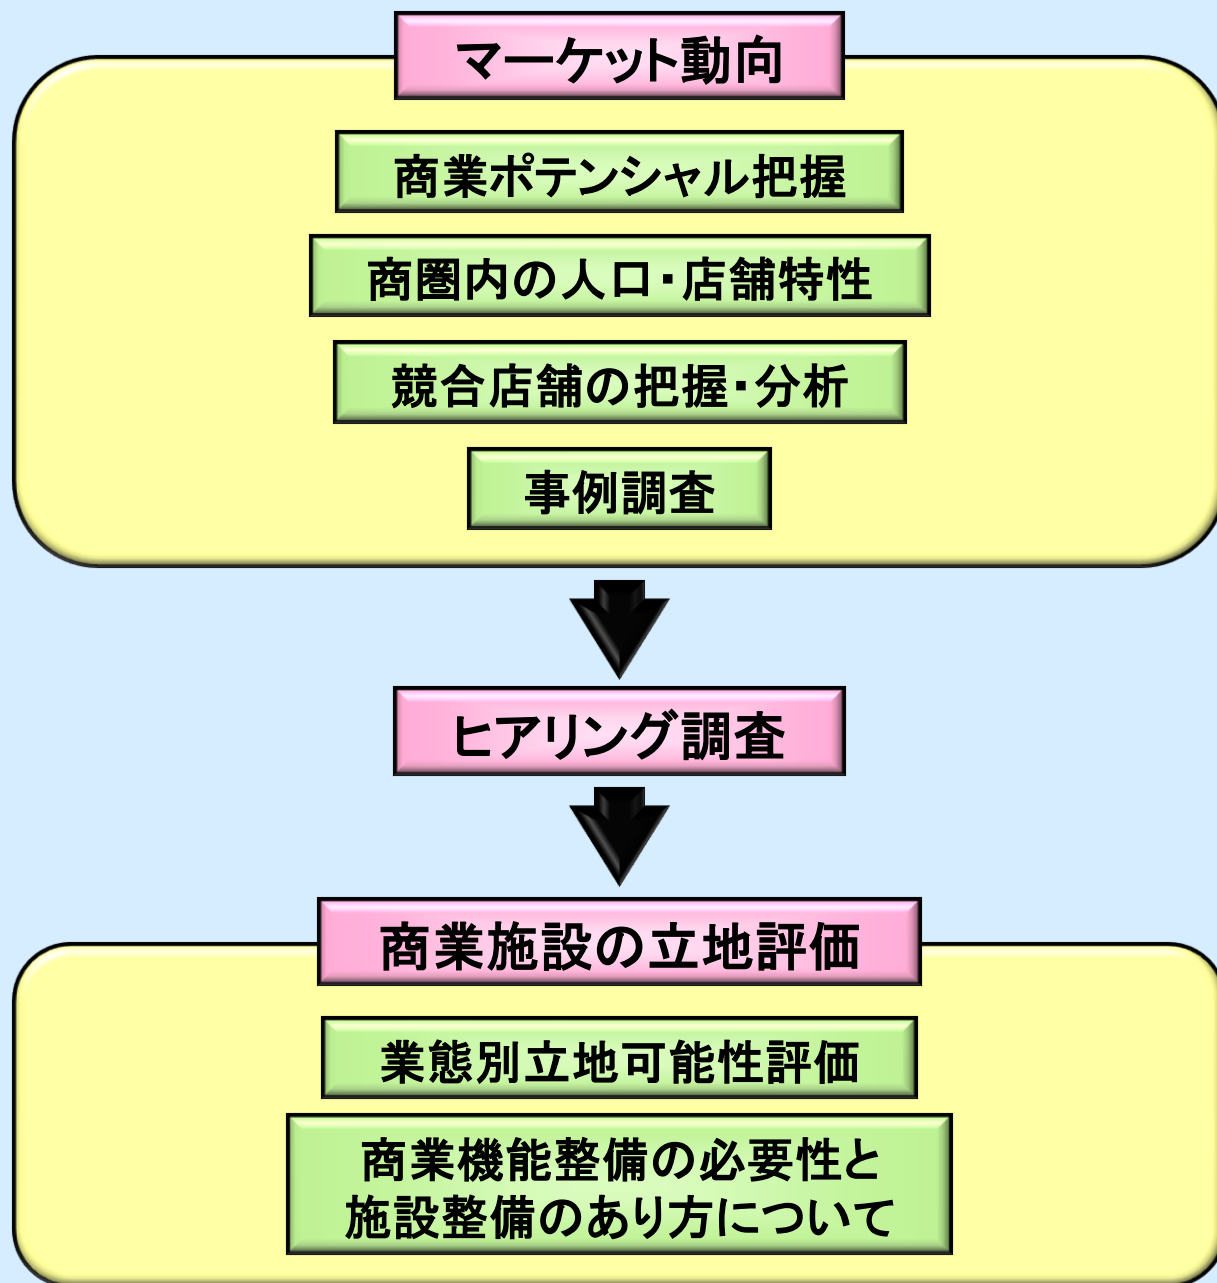 マーケット動向
商業ポテンシャル把握
商圏内の人口・店舗特性
競合店舗の把握・分析
事例調査
ヒアリング調査
商業施設の立地評価
業態別立地可能性評価
商業機能整備の必要性と
施設整備のあり方について